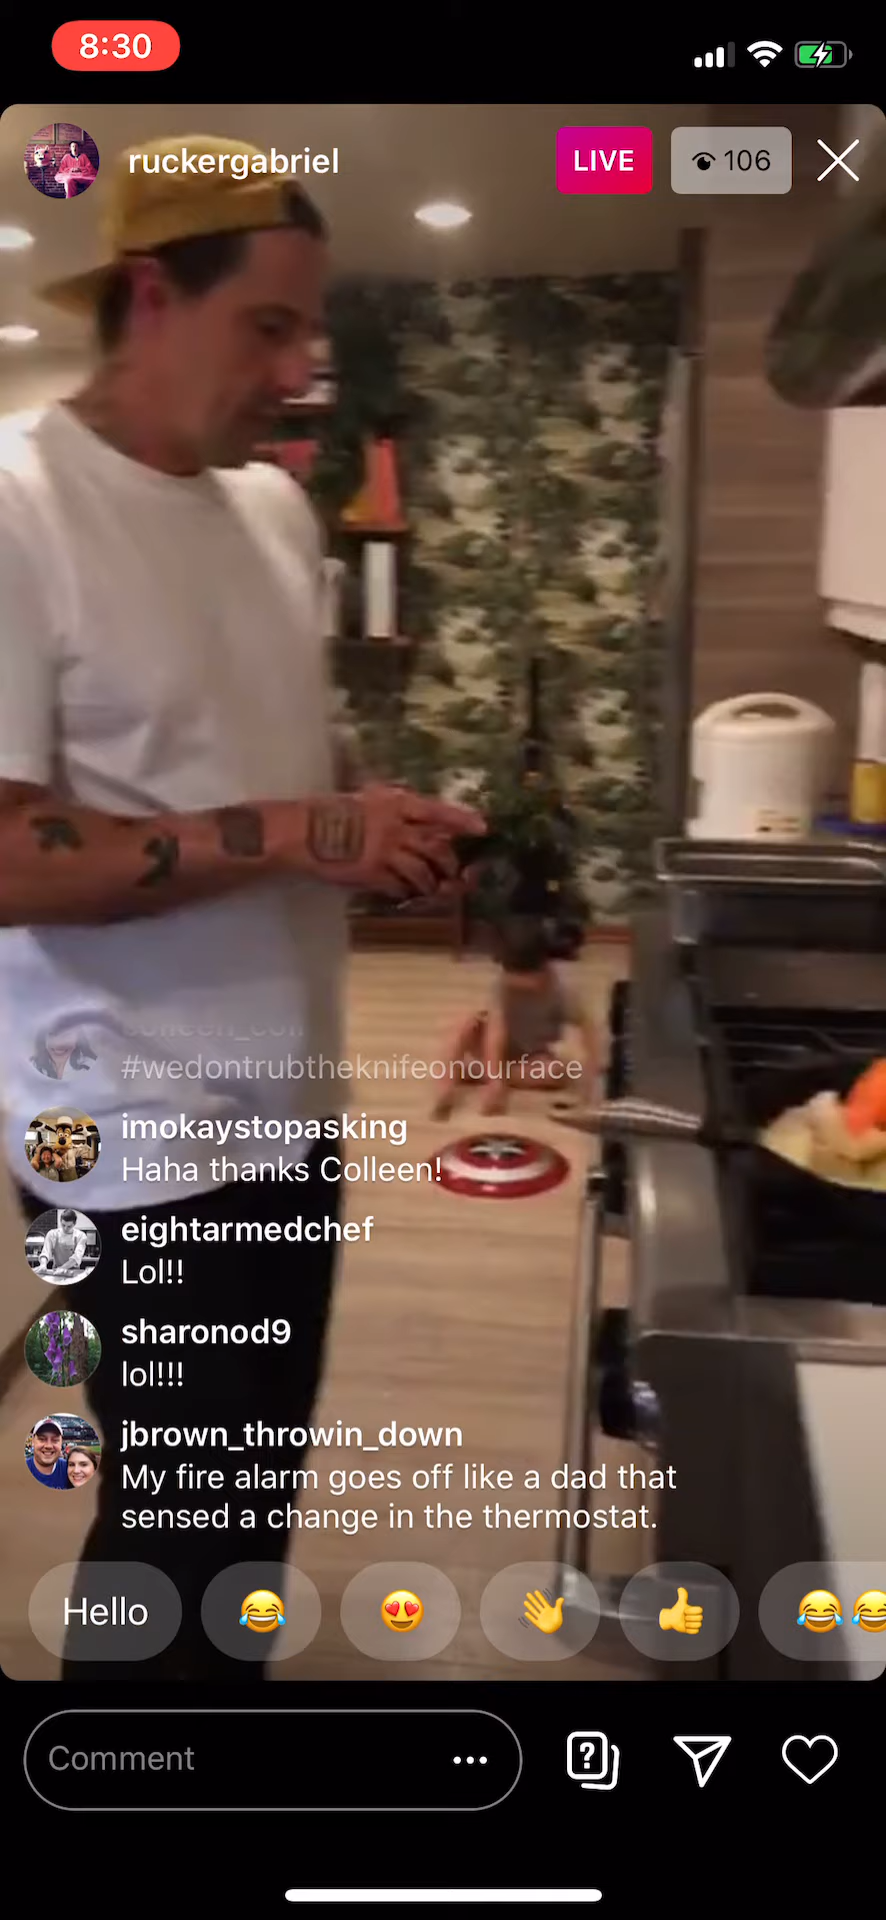 8:30
ruckergabriel
LIVE
106
#wedontrubtheknifeonourface
imokaystopasking
Haha thanks Colleen!
eightarmedchef
Lol!!
sharonod9
lol!!!
jbrown_throwin_down
My fire alarm goes off like a dad that
sensed a change in the thermostat.
Hello
Comment